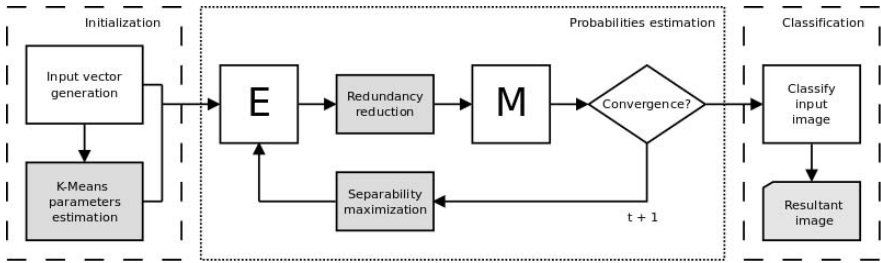 Initialization
Input vector
generation
K-Means
parameters
estimation
Probabilities estimation
E
Redundancy
reduction
M
Convergence?
Separability
maximization
t + 1
Classification
Classify
input
image
Resultant
image